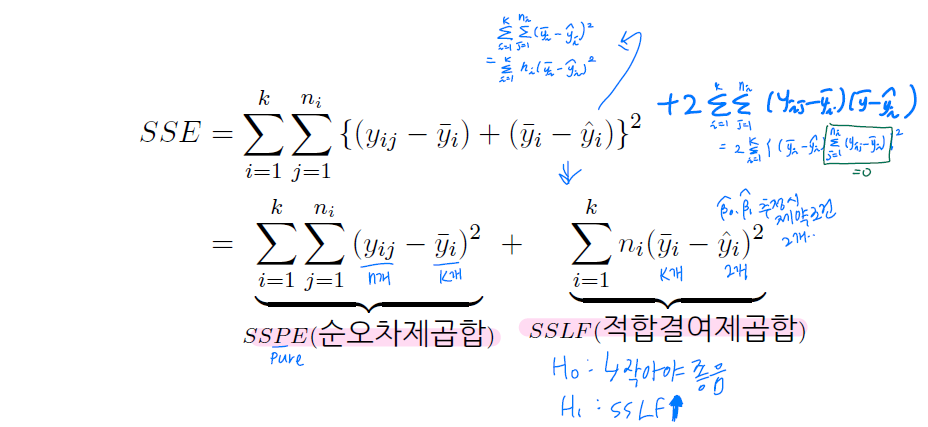 $\sum_{i=1}^{k} \sum_{j=1}^{n_i} (\bar{y}_i - \hat{y}_i)^2$
$= \sum_{i=1}^{k} n_i (\bar{y}_i - \hat{y}_i)^2$
$SSE = \sum_{i=1}^{k} \sum_{j=1}^{n_i} \{(y_{ij} - \bar{y}_i) + (\bar{y}_i - \hat{y}_i)\}^2$
$+2 \sum_{i=1}^{k} \sum_{j=1}^{n_i} (y_{ij} - \bar{y}_i)(\bar{y} - \hat{y}_i)$
$= 2 \sum_{i=1}^{k} \{ (\bar{y}_i - \hat{y}_i) \sum_{j=1}^{n_i} (y_{ij} - \bar{y}_i) \}^2$
=0
$\hat{\beta}_0, \hat{\beta}_1$ 추정시
제약조건
2개..
$= \sum_{i=1}^{k} \sum_{j=1}^{n_i} (y_{ij} - \bar{y}_i)^2 + \sum_{i=1}^{k} n_i (\bar{y}_i - \hat{y}_i)^2$
n개 K개 K개 2개
SSPE(순오차제곱합) SSLF(적합결여제곱합)
Pure
H₀ : ↳작아야 좋음
H₁ : SSLF↑